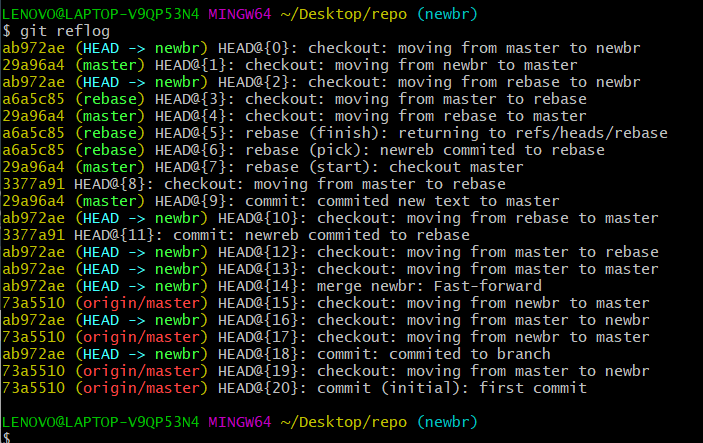 LENOVO@LAPTOP-V9QP53N4 MINGW64 ~/Desktop/repo (newbr)
$ git reflog
ab972ae (HEAD -> newbr) HEAD@{0}: checkout: moving from master to newbr
29a96a4 (master) HEAD@{1}: checkout: moving from newbr to master
ab972ae (HEAD -> newbr) HEAD@{2}: checkout: moving from rebase to newbr
a6a5c85 (rebase) HEAD@{3}: checkout: moving from master to rebase
29a96a4 (master) HEAD@{4}: checkout: moving from rebase to master
a6a5c85 (rebase) HEAD@{5}: rebase (finish): returning to refs/heads/rebase
a6a5c85 (rebase) HEAD@{6}: rebase (pick): newreb commited to rebase
29a96a4 (master) HEAD@{7}: rebase (start): checkout master
3377a91 HEAD@{8}: checkout: moving from master to rebase
29a96a4 (master) HEAD@{9}: commit: commited new text to master
ab972ae (HEAD -> newbr) HEAD@{10}: checkout: moving from rebase to master
3377a91 HEAD@{11}: commit: newreb commited to rebase
ab972ae (HEAD -> newbr) HEAD@{12}: checkout: moving from master to rebase
ab972ae (HEAD -> newbr) HEAD@{13}: checkout: moving from master to master
ab972ae (HEAD -> newbr) HEAD@{14}: merge newbr: Fast-forward
73a5510 (origin/master) HEAD@{15}: checkout: moving from newbr to master
ab972ae (HEAD -> newbr) HEAD@{16}: checkout: moving from master to newbr
73a5510 (origin/master) HEAD@{17}: checkout: moving from newbr to master
ab972ae (HEAD -> newbr) HEAD@{18}: commit: commited to branch
73a5510 (origin/master) HEAD@{19}: checkout: moving from master to newbr
73a5510 (origin/master) HEAD@{20}: commit (initial): first commit
LENOVO@LAPTOP-V9QP53N4 MINGW64 ~/Desktop/repo (newbr)
$